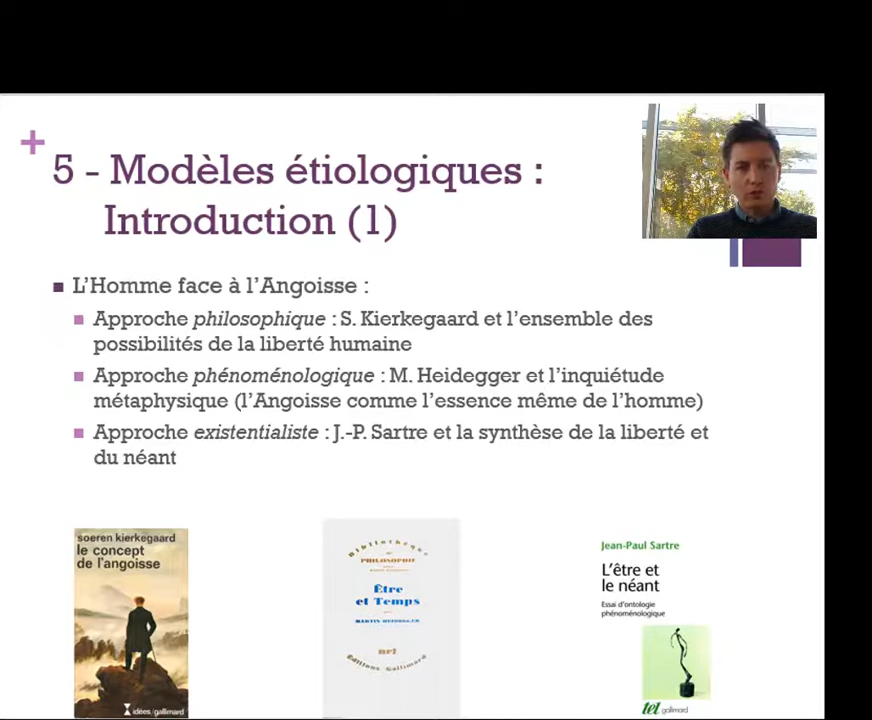 +
5 - Modèles étiologiques :
Introduction (1)
L'Homme face à l'Angoisse :
Approche philosophique : S. Kierkegaard et l'ensemble des
possibilités de la liberté humaine
Approche phénoménologique : M. Heidegger et l'inquiétude
métaphysique (l'Angoisse comme l'essence même de l'homme)
Approche existentialiste : J.-P. Sartre et la synthèse de la liberté et
du néant
soeren kierkegaard
le concept
de l'angoisse
idées/gallimard
Bibliothèque
de
PHILOSOPHIE
Être
et Temps
MARTIN HEIDEGGER
nrf
Éditions Gallimard
Jean-Paul Sartre
L'être et
le néant
Essai d'ontologie
phénoménologique
tel gallimard